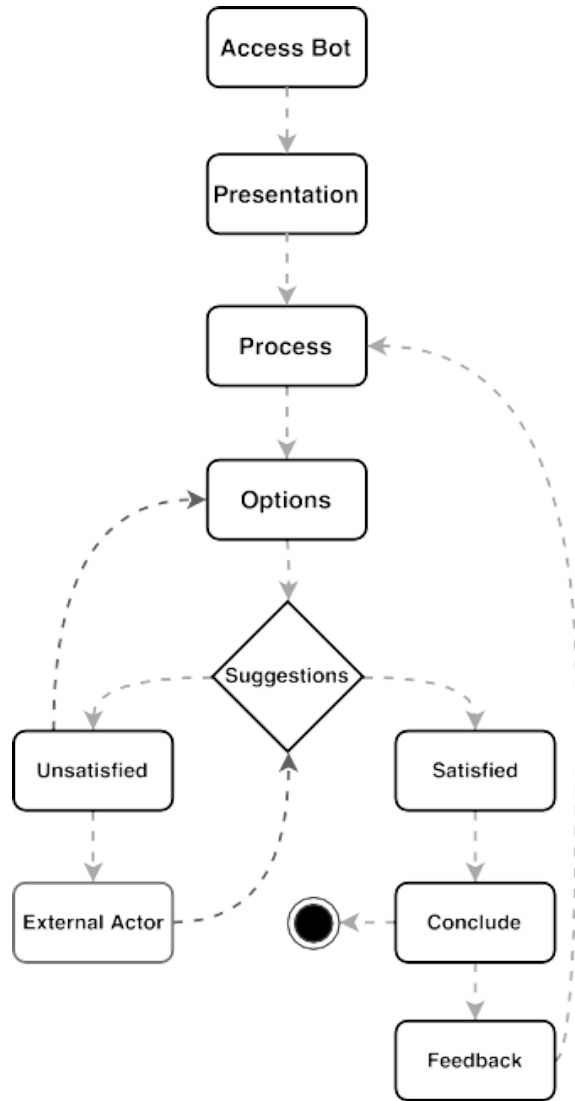 Access Bot
Presentation
Process
Options
Suggestions
Unsatisfied
Satisfied
External Actor
Conclude
Feedback